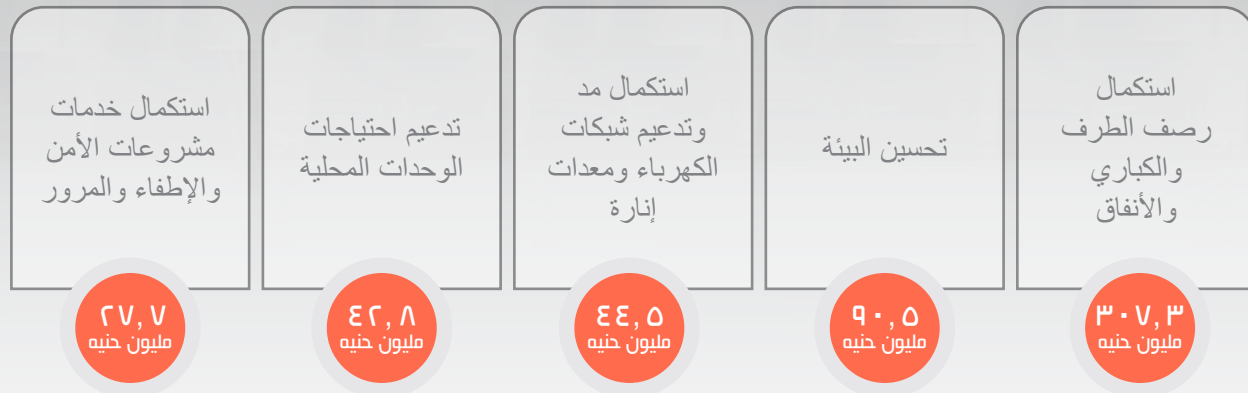 استكمال
رصف الطرف
والكباري
والأنفاق
٣٠٧,٣
مليون جنيه
تحسين البيئة
٩٠,٥
مليون جنيه
استكمال مد
وتدعيم شبكات
الكهرباء ومعدات
إنارة
٤٤,٥
مليون جنيه
تدعيم احتياجات
الوحدات المحلية
٤٢,٨
مليون جنيه
استكمال خدمات
مشروعات الأمن
والإطفاء والمرور
٢٧,٧
مليون جنيه